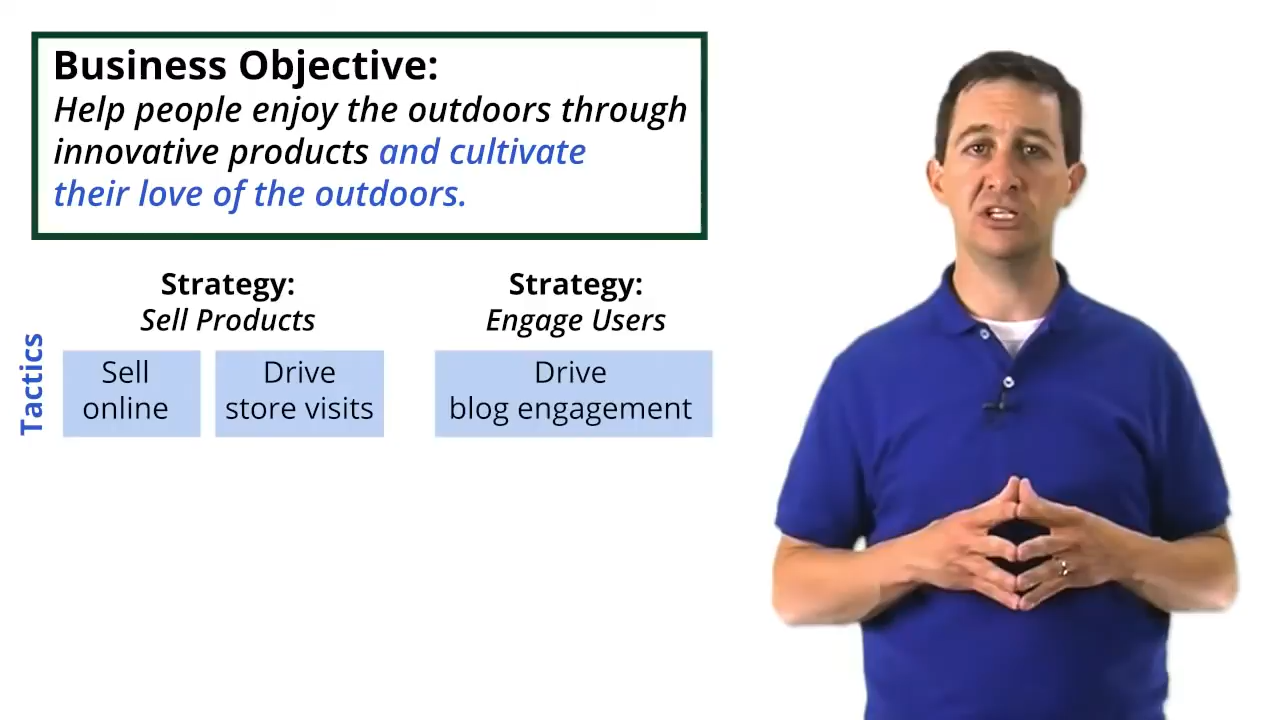 Business Objective:
Help people enjoy the outdoors through
innovative products and cultivate
their love of the outdoors.
Strategy:
Sell Products
Strategy:
Engage Users
Tactics
Sell
online
Drive
store visits
Drive
blog engagement